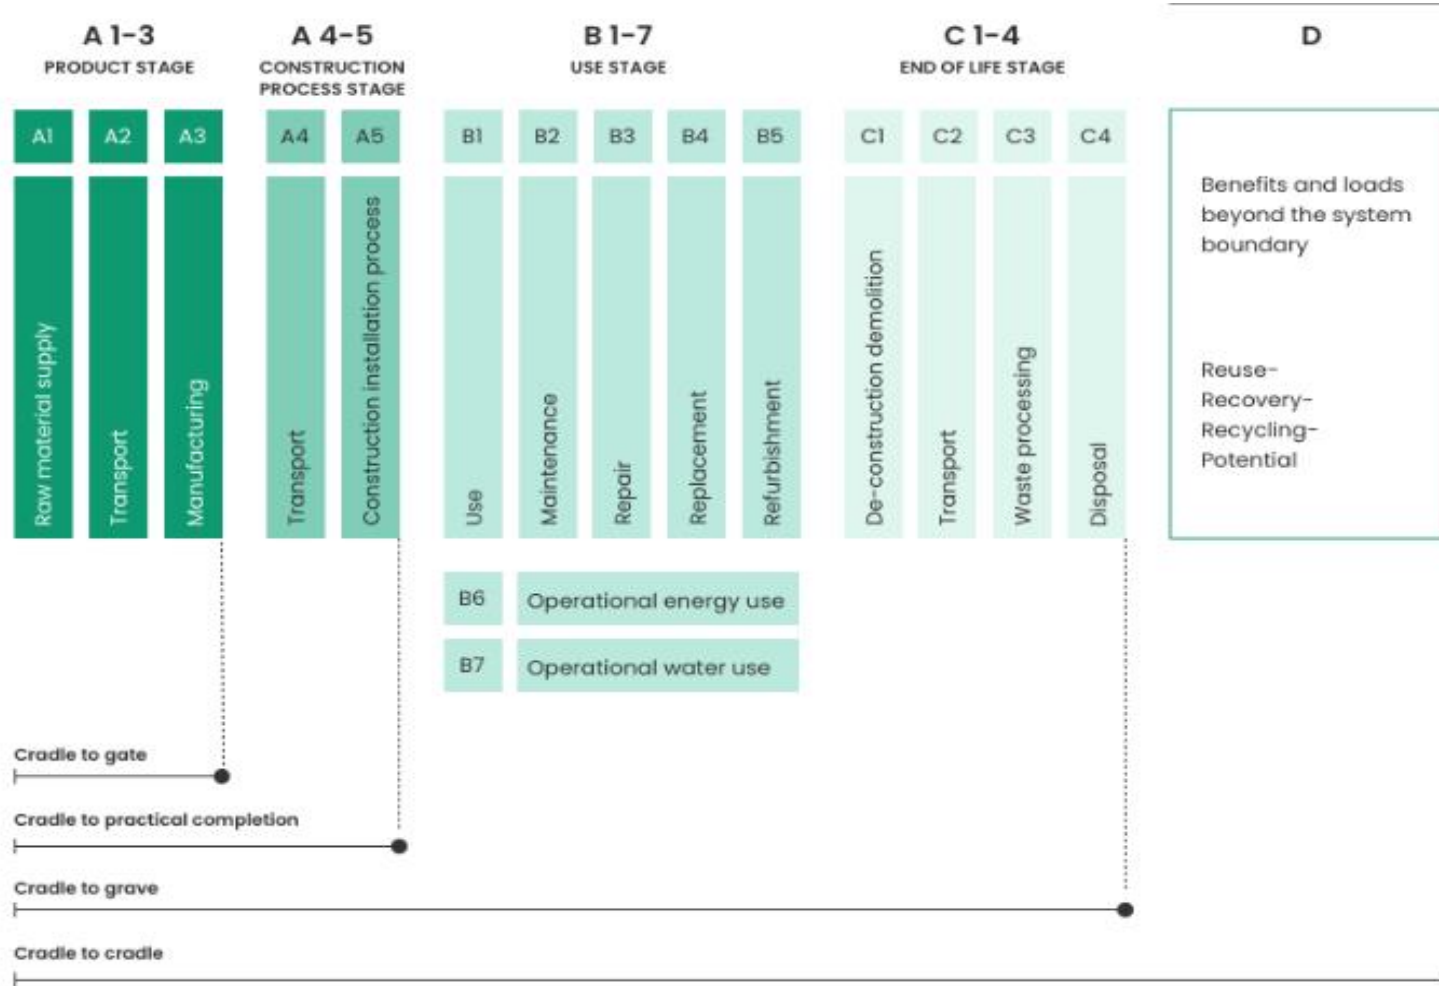 A 1-3
PRODUCT STAGE
A 4-5
CONSTRUCTION
PROCESS STAGE
B 1-7
USE STAGE
C 1-4
END OF LIFE STAGE
D
A1
A2
A3
A4
A5
B1
B2
B3
B4
B5
C1
C2
C3
C4
Raw material supply
Transport
Manufacturing
Transport
Construction installation process
Use
Maintenance
Repair
Replacement
Refurbishment
De-construction demolition
Transport
Waste processing
Disposal
Benefits and loads
beyond the system
boundary
Reuse-
Recovery-
Recycling-
Potential
B6
Operational energy use
B7
Operational water use
Cradle to gate
Cradle to practical completion
Cradle to grave
Cradle to cradle